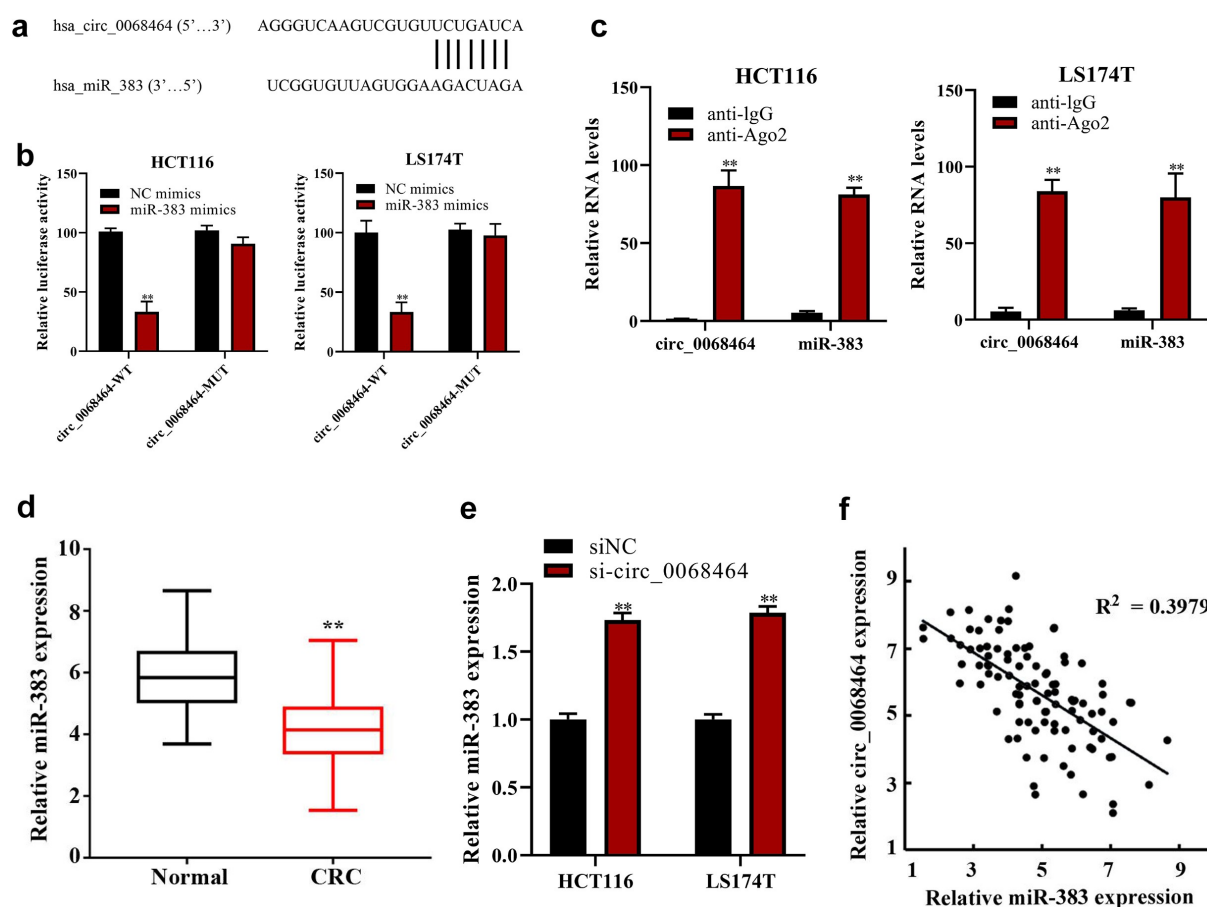 a
hsa_circ_0068464 (5’…3’) AGGGUCAAGUCGUGUUCUGAUCA
hsa_miR_383 (3’…5’) UCGGUGUUAGUGGAAGACUAGA
b
HCT116
Relative luciferase activity
150
100
50
0
NC mimics
miR-383 mimics
**
circ_0068464-WT
circ_0068464-MUT
LS174T
Relative luciferase activity
150
100
50
0
NC mimics
miR-383 mimics
**
circ_0068464-WT
circ_0068464-MUT
c
HCT116
Relative RNA levels
150
100
50
0
anti-lgG
anti-Ago2
**
**
circ_0068464 miR-383
LS174T
Relative RNA levels
150
100
50
0
anti-lgG
anti-Ago2
**
**
circ_0068464 miR-383
d
Relative miR-383 expression
10
8
6
4
2
0
**
Normal CRC
e
siNC
si-circ_0068464
Relative miR-383 expression
2.0
1.5
1.0
0.5
0.0
**
**
HCT116 LS174T
f
Relative circ_0068464 expression
9
7
5
3
1
R² = 0.3979
1 3 5 7 9
Relative miR-383 expression